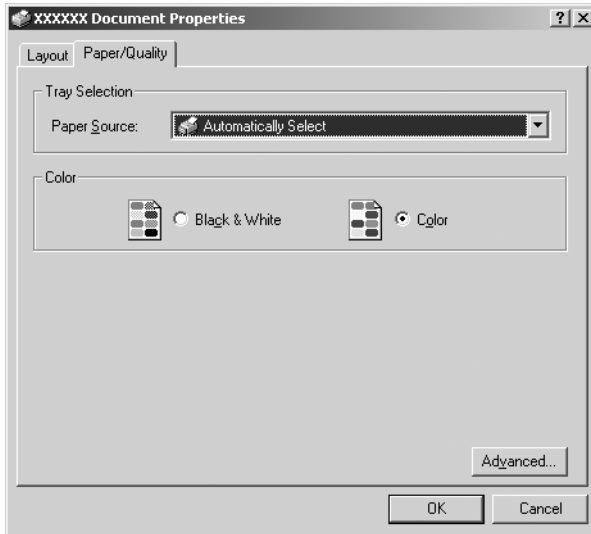 XXXXXX Document Properties ? X
Layout Paper/Quality
Tray Selection
Paper Source: Automatically Select
Color
Black & White Color
Advanced...
OK Cancel